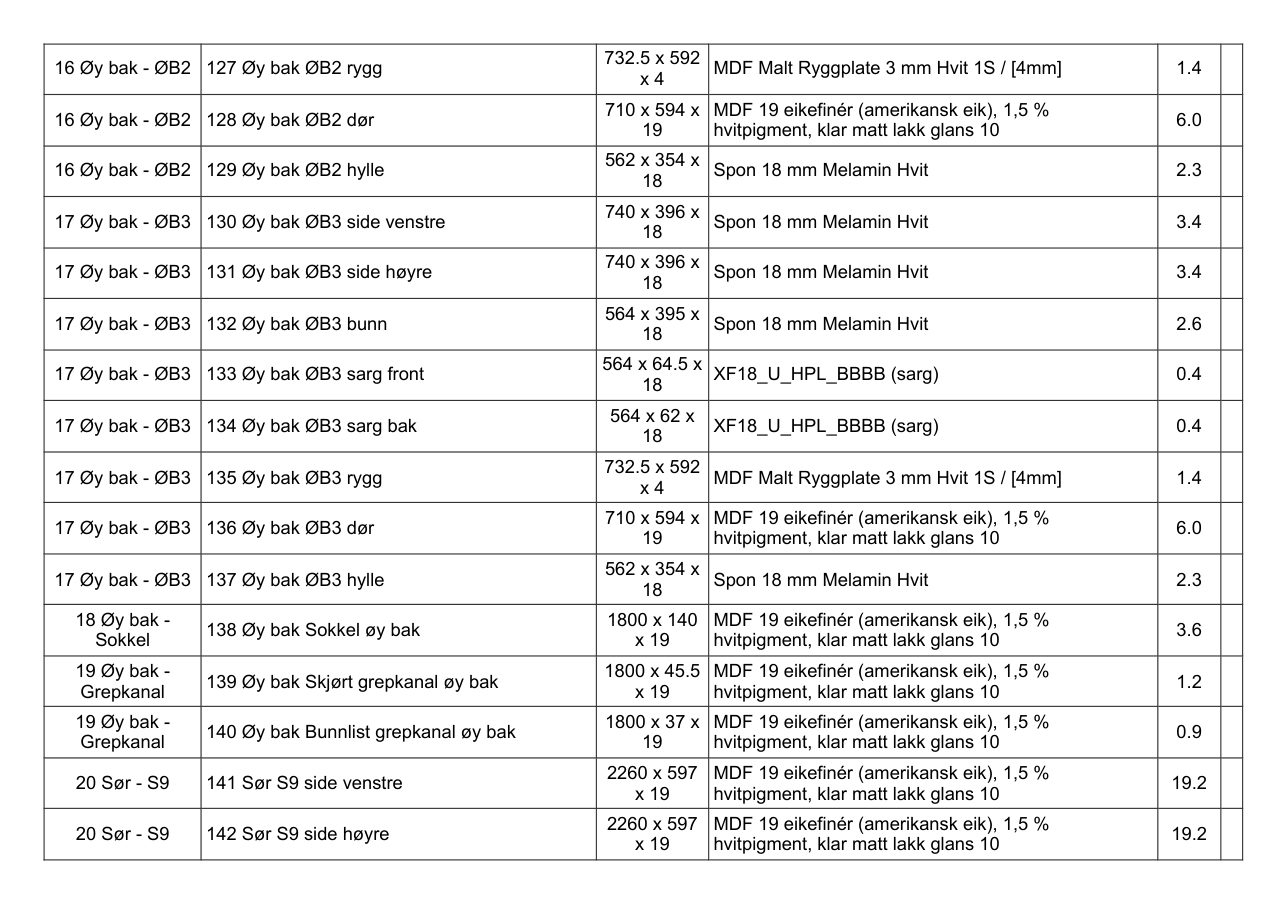 16 Øy bak - ØB2 127 Øy bak ØB2 rygg 732.5 x 592 x 4 MDF Malt Ryggplate 3 mm Hvit 1S / [4mm] 1.4
16 Øy bak - ØB2 128 Øy bak ØB2 dør 710 x 594 x 19 MDF 19 eikefinér (amerikansk eik), 1,5 % hvitpigment, klar matt lakk glans 10 6.0
16 Øy bak - ØB2 129 Øy bak ØB2 hylle 562 x 354 x 18 Spon 18 mm Melamin Hvit 2.3
17 Øy bak - ØB3 130 Øy bak ØB3 side venstre 740 x 396 x 18 Spon 18 mm Melamin Hvit 3.4
17 Øy bak - ØB3 131 Øy bak ØB3 side høyre 740 x 396 x 18 Spon 18 mm Melamin Hvit 3.4
17 Øy bak - ØB3 132 Øy bak ØB3 bunn 564 x 395 x 18 Spon 18 mm Melamin Hvit 2.6
17 Øy bak - ØB3 133 Øy bak ØB3 sarg front 564 x 64.5 x 18 XF18_U_HPL_BBBB (sarg) 0.4
17 Øy bak - ØB3 134 Øy bak ØB3 sarg bak 564 x 62 x 18 XF18_U_HPL_BBBB (sarg) 0.4
17 Øy bak - ØB3 135 Øy bak ØB3 rygg 732.5 x 592 x 4 MDF Malt Ryggplate 3 mm Hvit 1S / [4mm] 1.4
17 Øy bak - ØB3 136 Øy bak ØB3 dør 710 x 594 x 19 MDF 19 eikefinér (amerikansk eik), 1,5 % hvitpigment, klar matt lakk glans 10 6.0
17 Øy bak - ØB3 137 Øy bak ØB3 hylle 562 x 354 x 18 Spon 18 mm Melamin Hvit 2.3
18 Øy bak - Sokkel 138 Øy bak Sokkel øy bak 1800 x 140 x 19 MDF 19 eikefinér (amerikansk eik), 1,5 % hvitpigment, klar matt lakk glans 10 3.6
19 Øy bak - Grepkanal 139 Øy bak Skjørt grepkanal øy bak 1800 x 45.5 x 19 MDF 19 eikefinér (amerikansk eik), 1,5 % hvitpigment, klar matt lakk glans 10 1.2
19 Øy bak - Grepkanal 140 Øy bak Bunnlist grepkanal øy bak 1800 x 37 x 19 MDF 19 eikefinér (amerikansk eik), 1,5 % hvitpigment, klar matt lakk glans 10 0.9
20 Sør - S9 141 Sør S9 side venstre 2260 x 597 x 19 MDF 19 eikefinér (amerikansk eik), 1,5 % hvitpigment, klar matt lakk glans 10 19.2
20 Sør - S9 142 Sør S9 side høyre 2260 x 597 x 19 MDF 19 eikefinér (amerikansk eik), 1,5 % hvitpigment, klar matt lakk glans 10 19.2